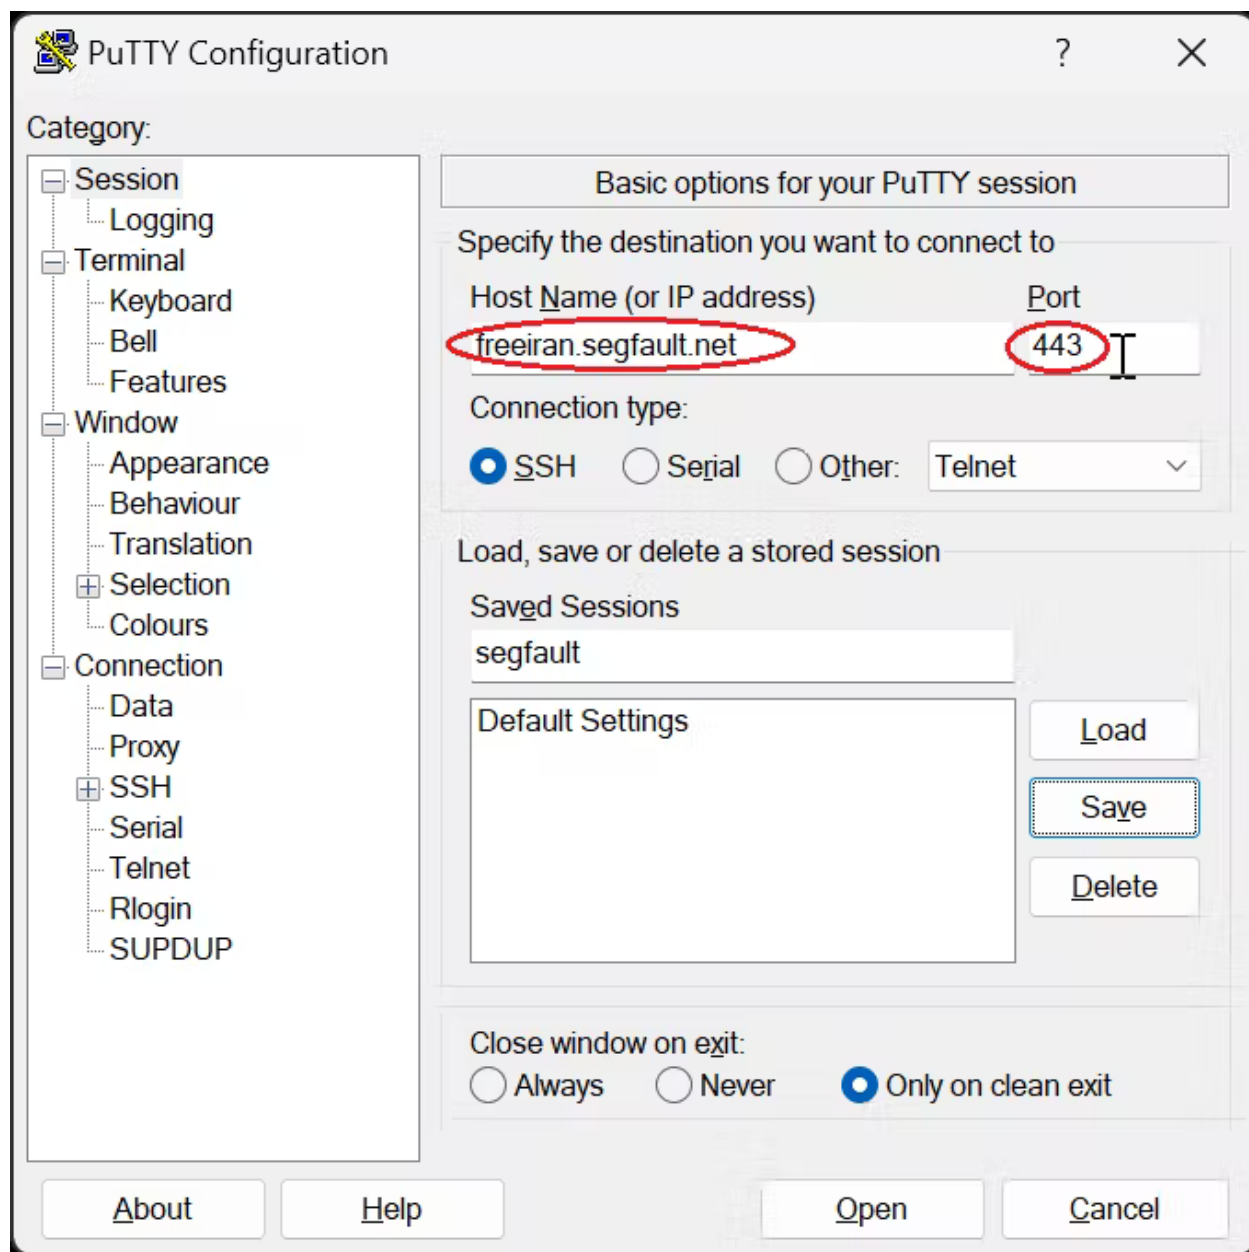 PuTTY Configuration
?
Category:
Session
Logging
Terminal
Keyboard
Bell
Features
Window
Appearance
Behaviour
Translation
Selection
Colours
Connection
Data
Proxy
SSH
Serial
Telnet
Rlogin
SUPDUP
Basic options for your PuTTY session
Specify the destination you want to connect to
Host Name (or IP address) Port
freeiran.segfault.net 443
Connection type:
SSH Serial Other: Telnet
Load, save or delete a stored session
Saved Sessions
segfault
Default Settings
Load
Save
Delete
Close window on exit:
Always Never Only on clean exit
About Help Open Cancel